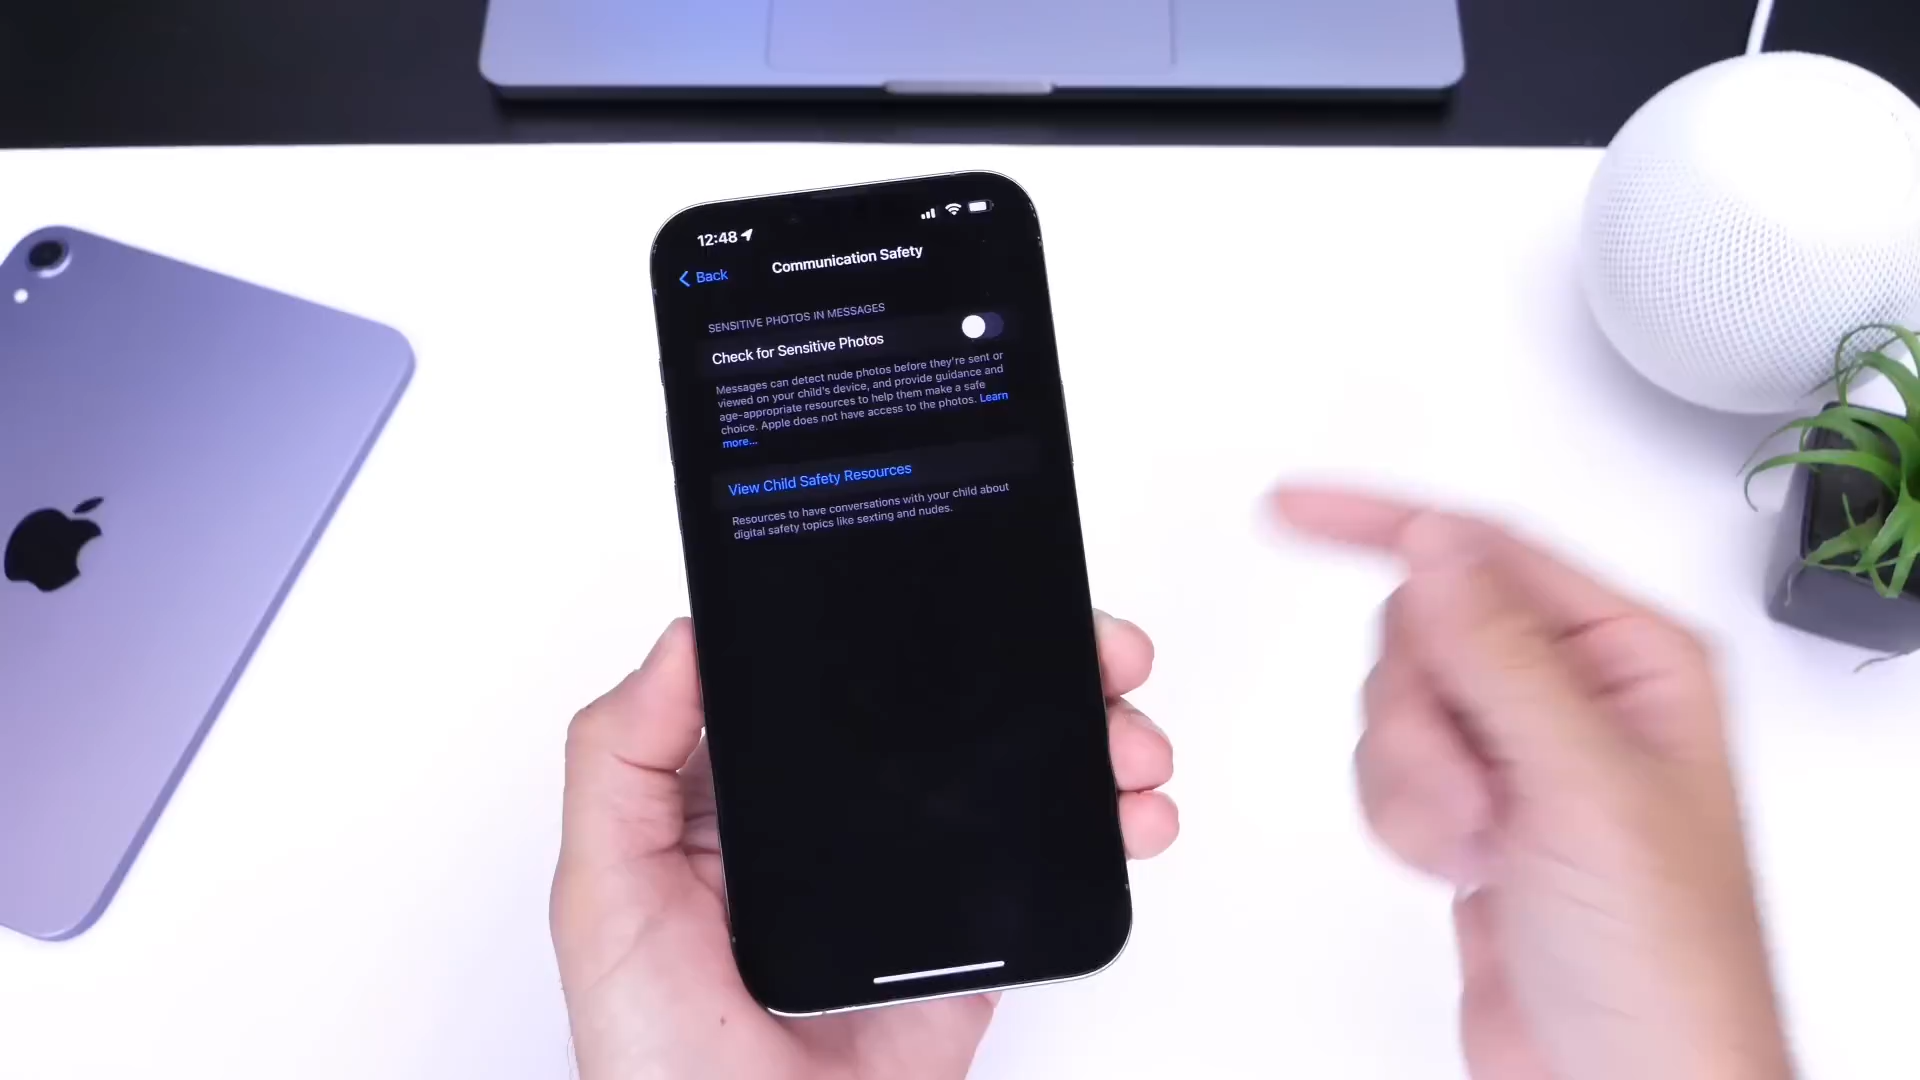 12:48
Back
Communication Safety
SENSITIVE PHOTOS IN MESSAGES
Check for Sensitive Photos
Messages can detect nude photos before they're sent or
viewed on your child's device, and provide guidance and
age-appropriate resources to help them make a safe
choice. Apple does not have access to the photos. Learn
more...
View Child Safety Resources
Resources to have conversations with your child about
digital safety topics like sexting and nudes.